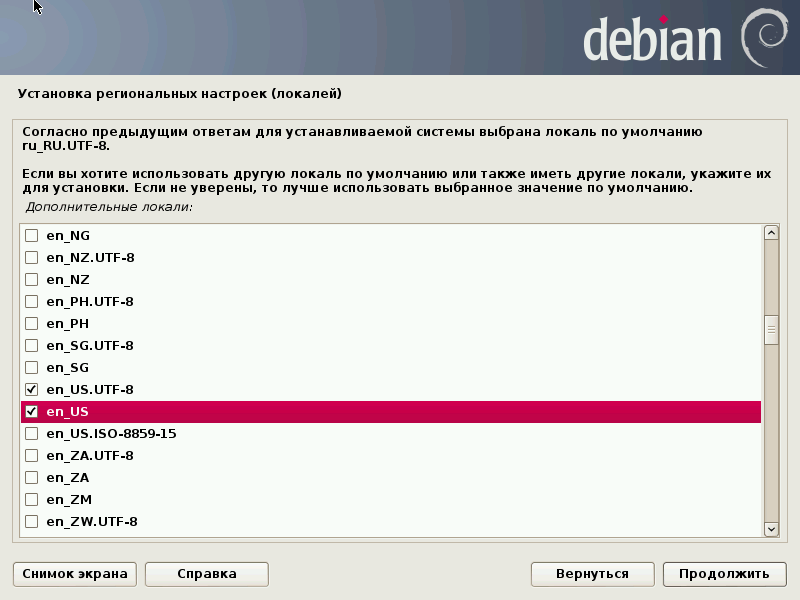 debian
Установка региональных настроек (локалей)
Согласно предыдущим ответам для устанавливаемой системы выбрана локаль по умолчанию
ru_RU.UTF-8.
Если вы хотите использовать другую локаль по умолчанию или также иметь другие локали, укажите их
для установки. Если не уверены, то лучше использовать выбранное значение по умолчанию.
Дополнительные локали:
en_NG
en_NZ.UTF-8
en_NZ
en_PH.UTF-8
en_PH
en_SG.UTF-8
en_SG
en_US.UTF-8
en_US
en_US.ISO-8859-15
en_ZA.UTF-8
en_ZA
en_ZM
en_ZW.UTF-8
Снимок экрана Справка Вернуться Продолжить